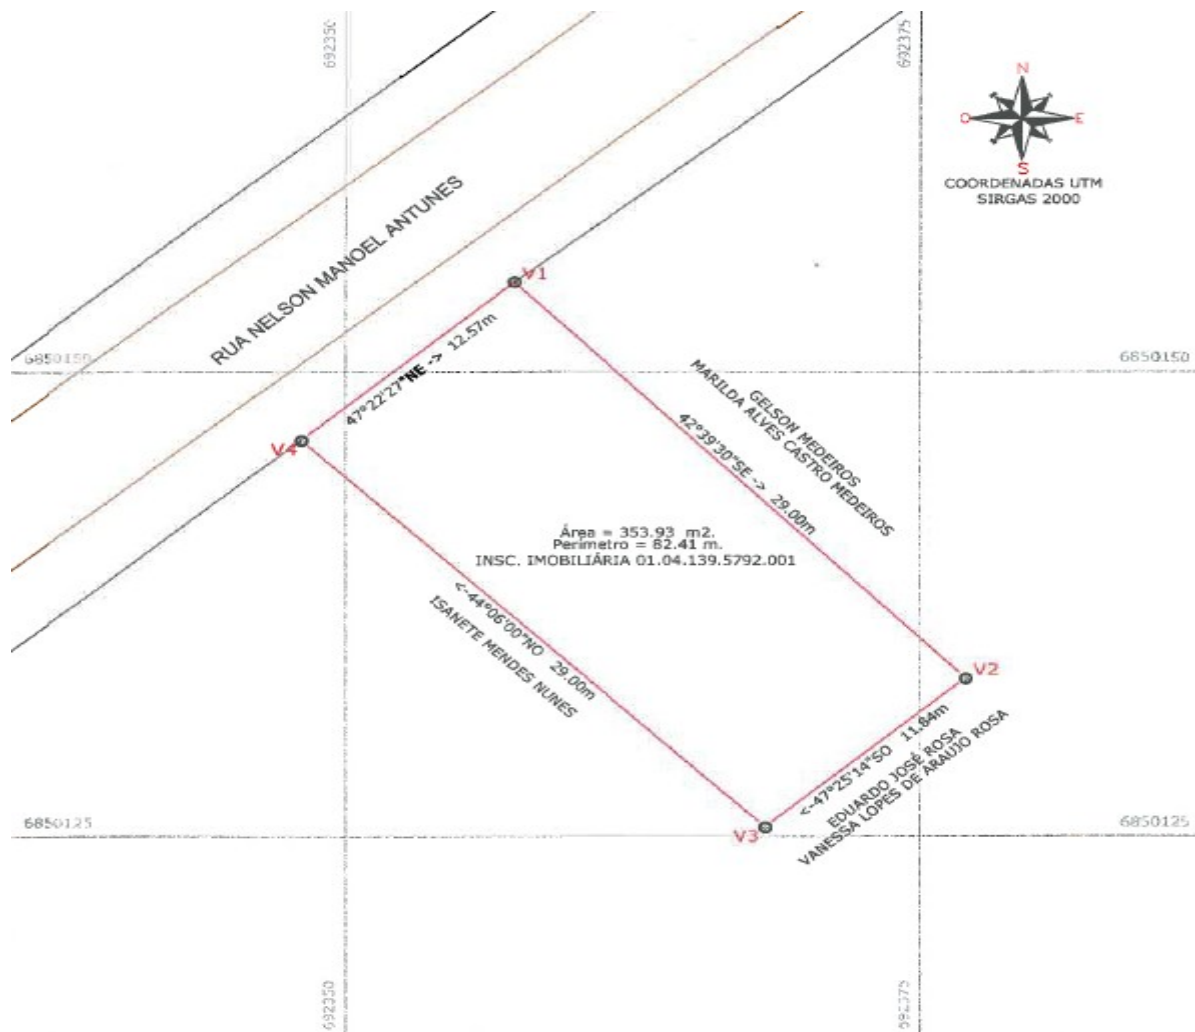 692350
692375
N
O
E
S
COORDENADAS UTM
SIRGAS 2000
RUA NELSON MANOEL ANTUNES
V1
6850150
6850150
47°22'27"NE -> 12.57m
GELSON MEDEIROS
MARILDA ALVES CASTRO MEDEIROS
42°39'30"SE -> 29.00m
V4
Área = 353.93 m2.
Perímetro = 82.41 m.
INSC. IMOBILIÁRIA 01.04.139.5792.001
<-44°06'00"NO 29.00m
ISANETE MENDES NUNES
V2
<-47°25'14"SO 11.84m
EDUARDO JOSÉ ROSA
VANESSA LOPES DE ARAUJO ROSA
V3
6850125
6850125
692350
692375